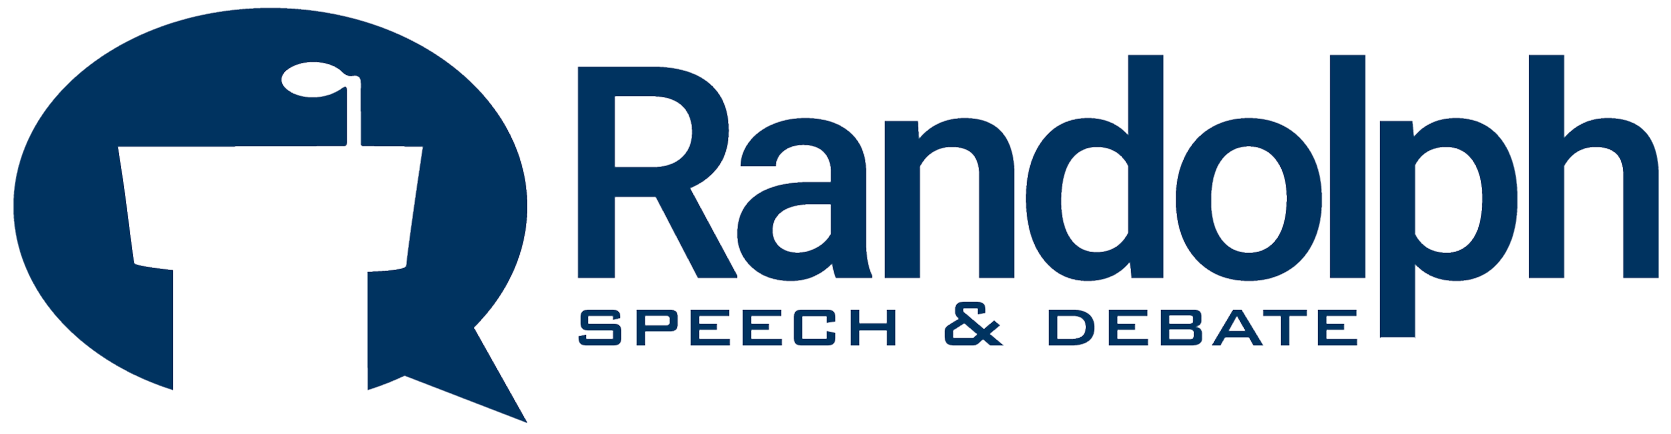 Randolph
SPEECH & DEBATE